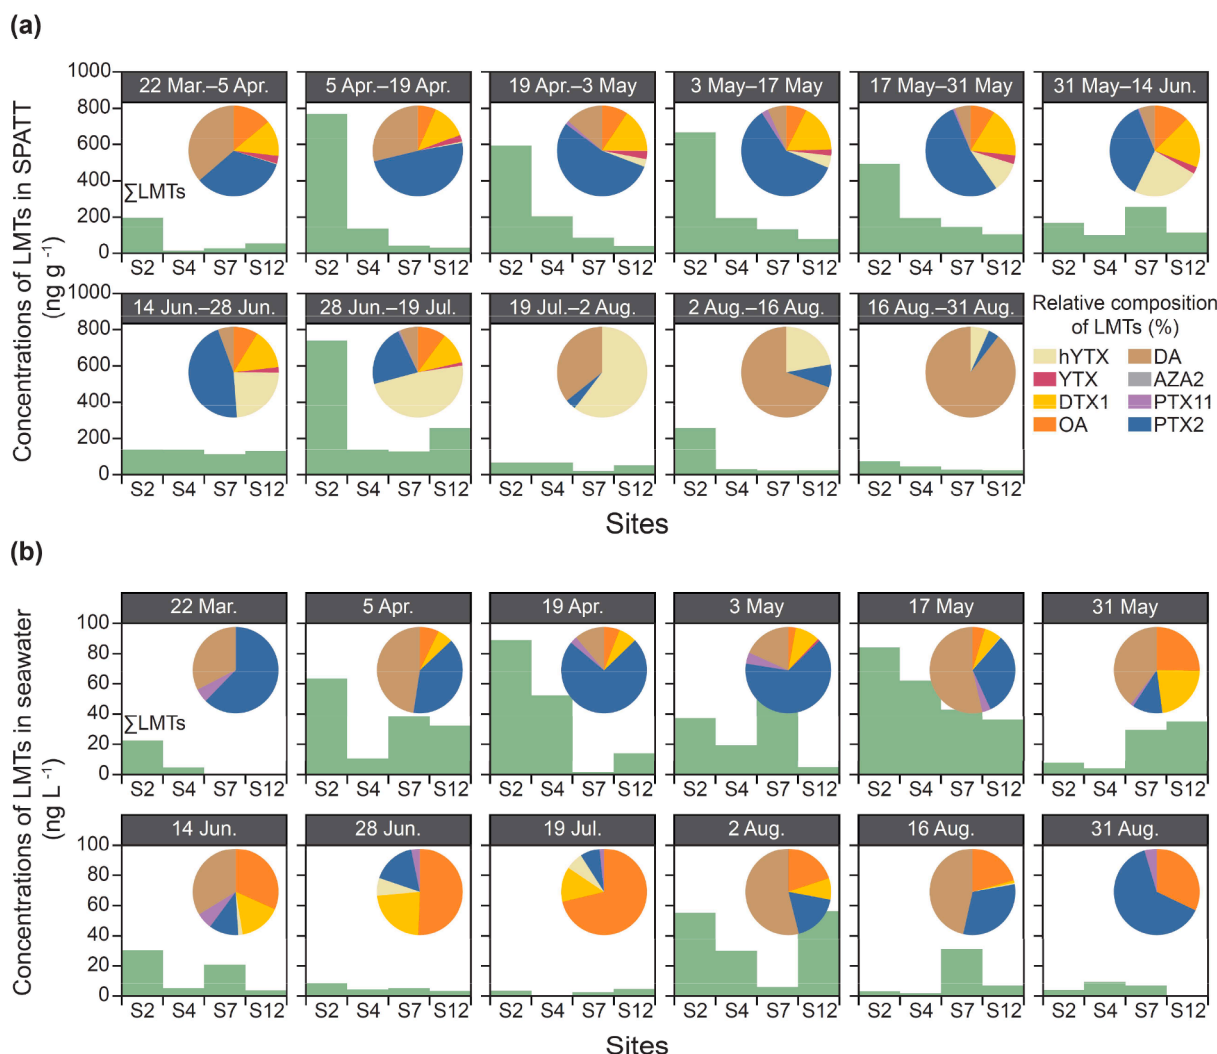 (a)
Concentrations of LMTs in SPATT
(ng g⁻¹)
1000
800
600
400
200
0
22 Mar.–5 Apr.
5 Apr.–19 Apr.
19 Apr.–3 May
3 May–17 May
17 May–31 May
31 May–14 Jun.
∑LMTs
S2 S4 S7 S12
S2 S4 S7 S12
S2 S4 S7 S12
S2 S4 S7 S12
S2 S4 S7 S12
S2 S4 S7 S12
1000
800
600
400
200
0
14 Jun.–28 Jun.
28 Jun.–19 Jul.
19 Jul.–2 Aug.
2 Aug.–16 Aug.
16 Aug.–31 Aug.
S2 S4 S7 S12
S2 S4 S7 S12
S2 S4 S7 S12
S2 S4 S7 S12
S2 S4 S7 S12
Relative composition
of LMTs (%)
hYTX DA
YTX AZA2
DTX1 PTX11
OA PTX2
Sites
(b)
Concentrations of LMTs in seawater
(ng L⁻¹)
100
80
60
40
20
0
22 Mar.
5 Apr.
19 Apr.
3 May
17 May
31 May
∑LMTs
S2 S4 S7 S12
S2 S4 S7 S12
S2 S4 S7 S12
S2 S4 S7 S12
S2 S4 S7 S12
S2 S4 S7 S12
100
80
60
40
20
0
14 Jun.
28 Jun.
19 Jul.
2 Aug.
16 Aug.
31 Aug.
S2 S4 S7 S12
S2 S4 S7 S12
S2 S4 S7 S12
S2 S4 S7 S12
S2 S4 S7 S12
S2 S4 S7 S12
Sites